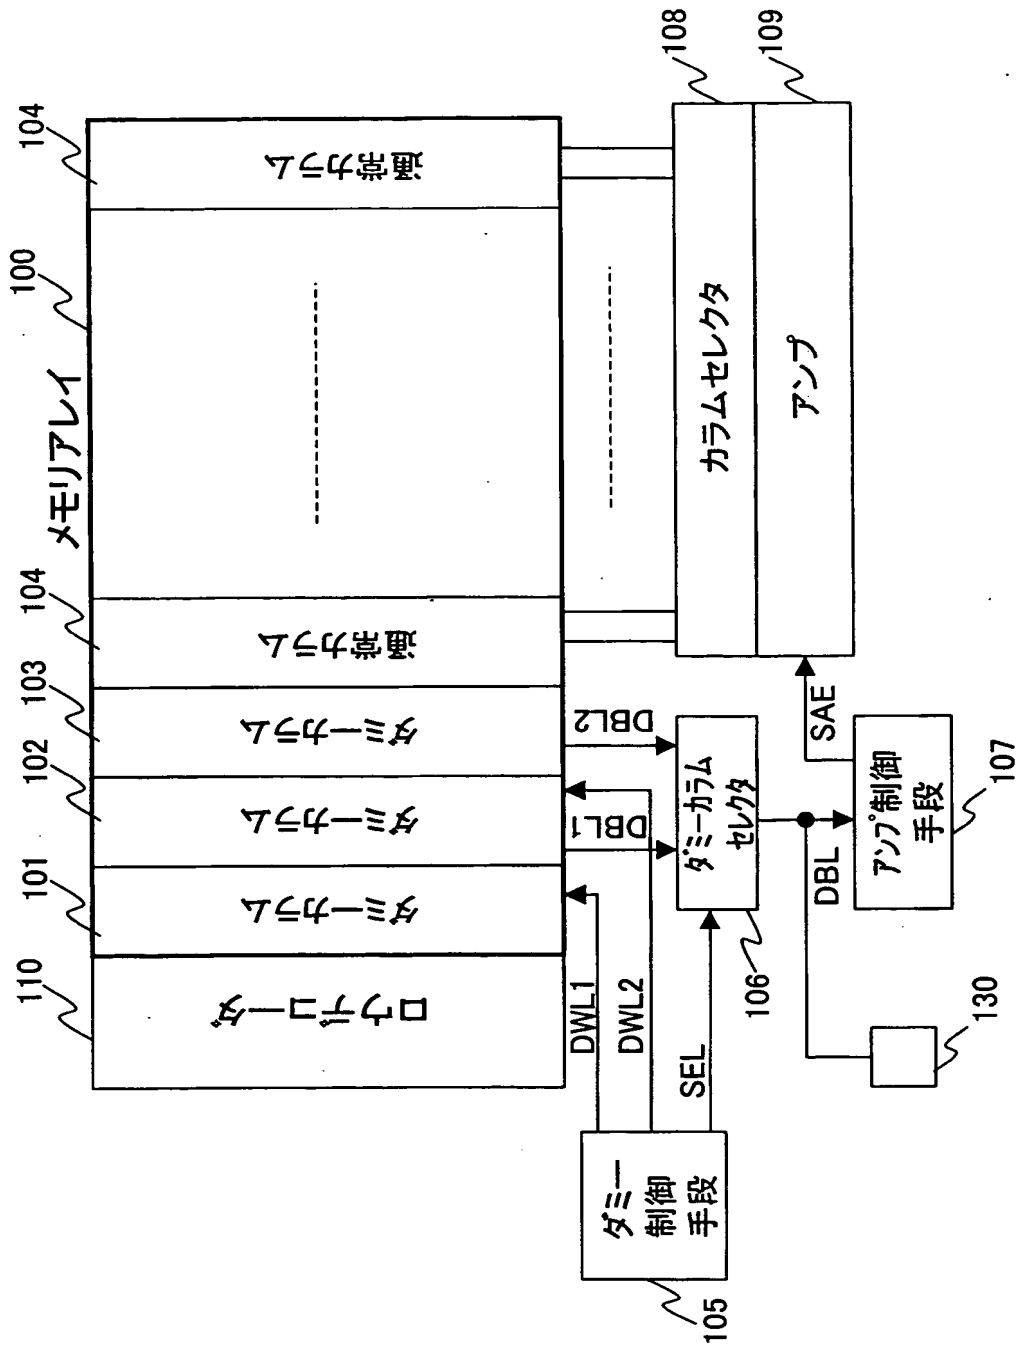 メモリアレイ
100
110
101
102
103
104
104
ロウデコーダ
ダミーカラム
ダミーカラム
ダミーカラム
通常カラム
通常カラム
DWL1
DWL2
SEL
DBL1
DBL2
ダミー
制御
手段
105
ダミーカラム
セレクタ
106
DBL
130
アンプ制御
手段
107
SAE
カラムセレクタ
108
アンプ
109